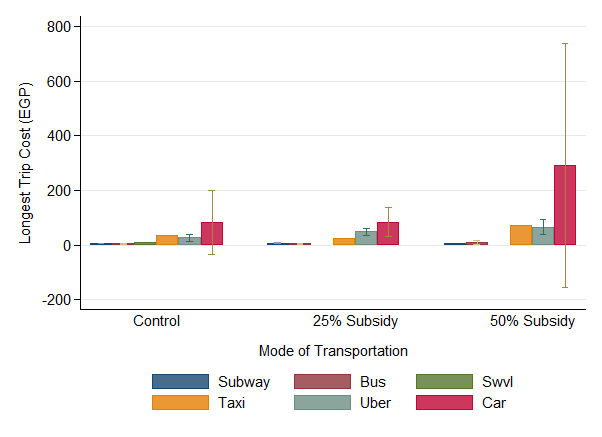 800
600
400
200
0
-200
Longest Trip Cost (EGP)
Control 25% Subsidy 50% Subsidy
Mode of Transportation
Subway Bus Swvl
Taxi Uber Car